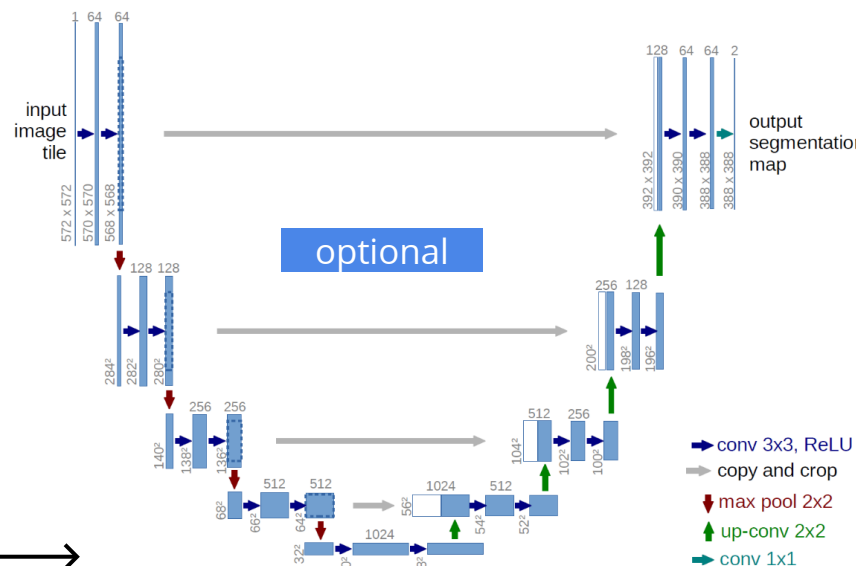 1 64 64
128 64 64 2
input
image
tile
output
segmentation
map
572 x 572
570 x 570
568 x 568
392 x 392
390 x 390
388 x 388
388 x 388
optional
128 128
256 128
284²
282²
280²
200²
198²
196²
256 256
512 256
140²
138²
136²
104²
102²
100²
conv 3x3, ReLU
copy and crop
max pool 2x2
up-conv 2x2
conv 1x1
512 512
1024 512
68²
66²
64²
56²
54²
52²
1024
32²